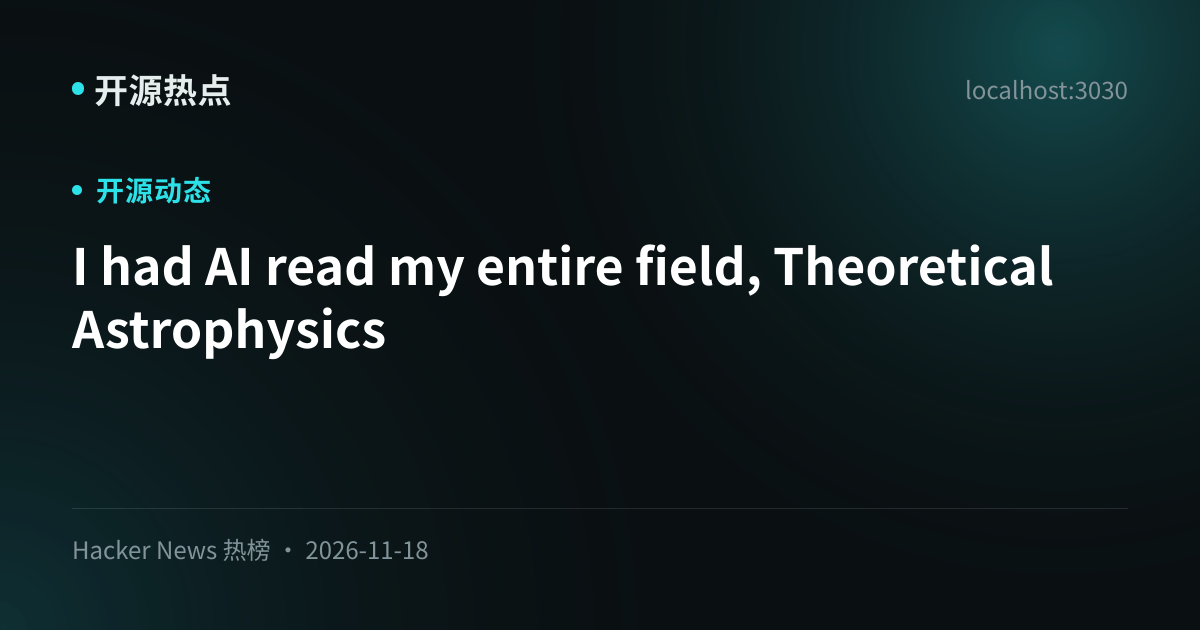 开源热点
localhost:3030
开源动态
I had AI read my entire field, Theoretical
Astrophysics
Hacker News 热榜 · 2026-11-18